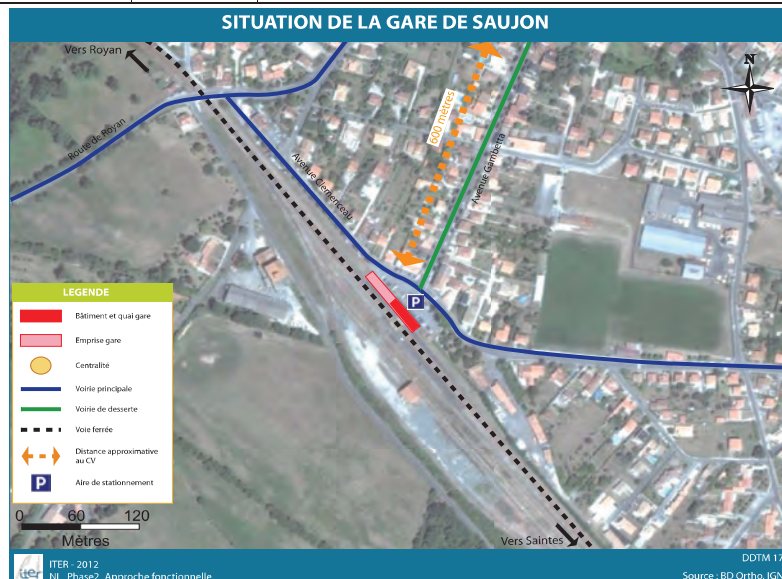 SITUATION DE LA GARE DE SAUJON
Vers Royan
N
Route de Royan
Avenue Clemenceau
600 mètres
Avenue Gambetta
P
LEGENDE
Bâtiment et quai gare
Emprise gare
Centralité
Voirie principale
Voirie de desserte
Voie ferrée
Distance approximative
au CV
P
Aire de stationnement
0 60 120
Mètres
Vers Saintes
iter
ITER - 2012
NL_Phase2_Approche fonctionnelle
DDTM 17
Source : BD Ortho, IGN